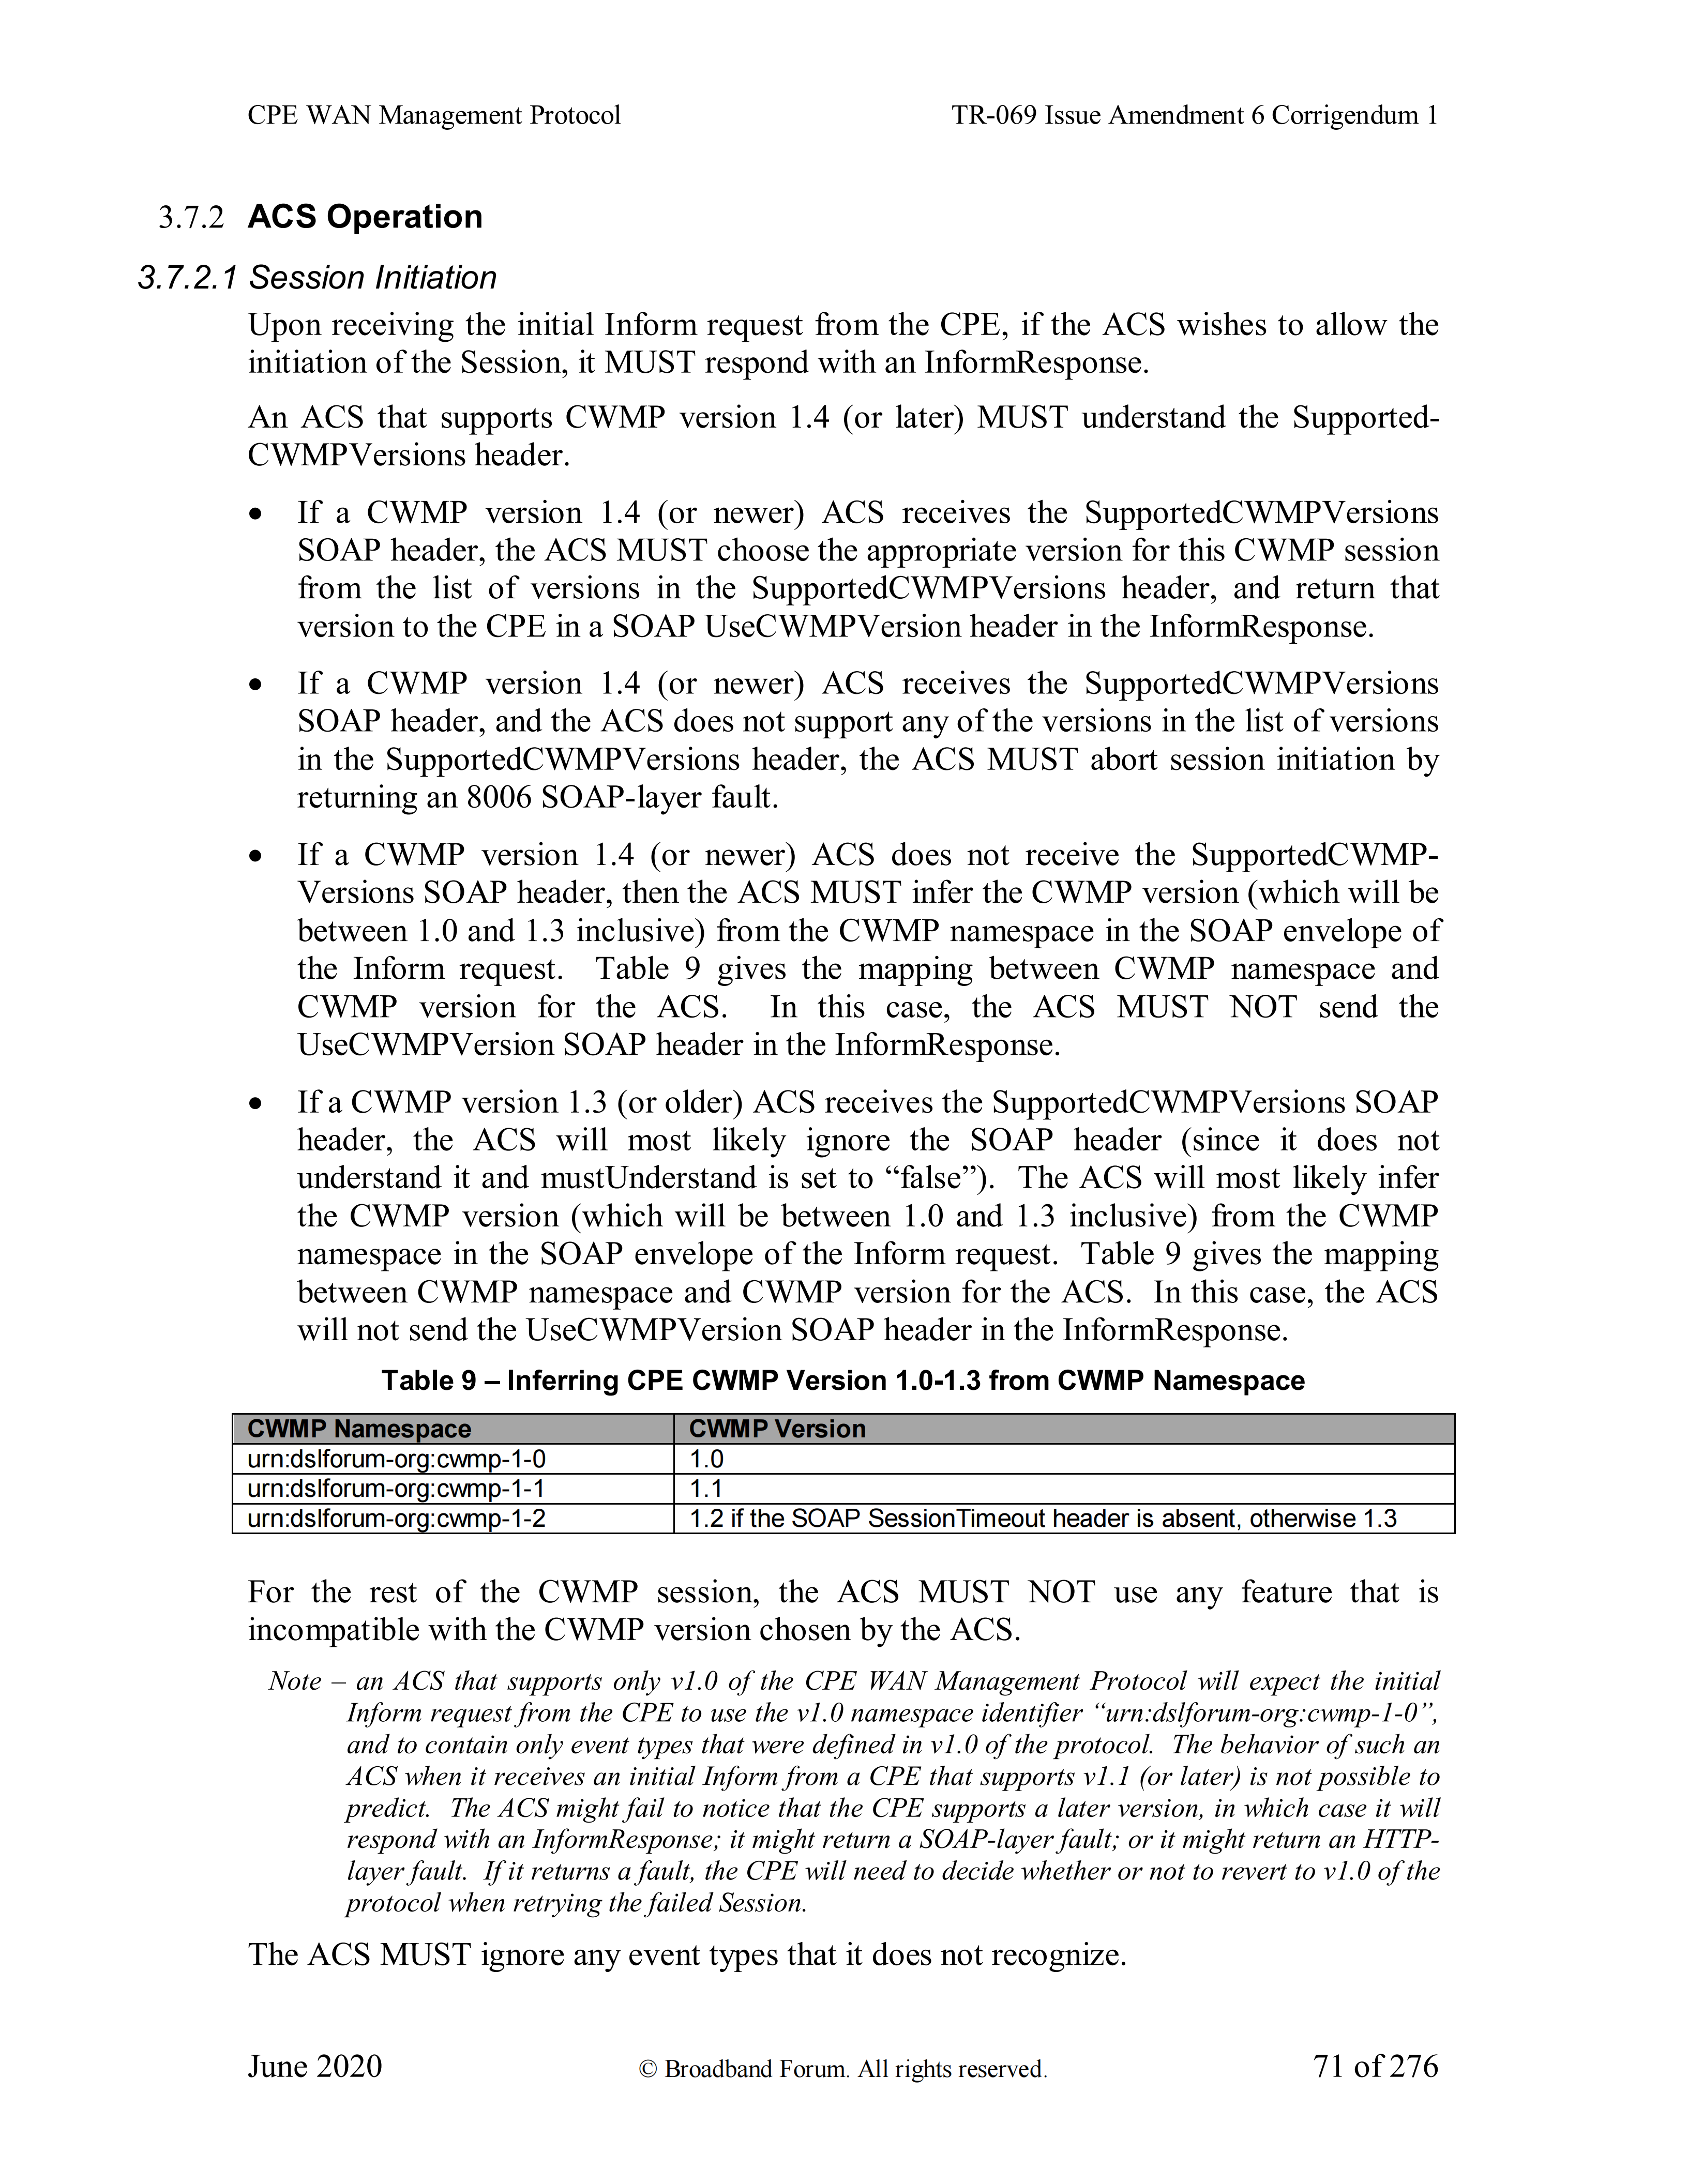 CPE WAN Management Protocol TR-069 Issue Amendment 6 Corrigendum 1
3.7.2 ACS Operation
3.7.2.1 Session Initiation
Upon receiving the initial Inform request from the CPE, if the ACS wishes to allow the
initiation of the Session, it MUST respond with an InformResponse.
An ACS that supports CWMP version 1.4 (or later) MUST understand the Supported-
CWMPVersions header.
• If a CWMP version 1.4 (or newer) ACS receives the SupportedCWMPVersions
SOAP header, the ACS MUST choose the appropriate version for this CWMP session
from the list of versions in the SupportedCWMPVersions header, and return that
version to the CPE in a SOAP UseCWMPVersion header in the InformResponse.
• If a CWMP version 1.4 (or newer) ACS receives the SupportedCWMPVersions
SOAP header, and the ACS does not support any of the versions in the list of versions
in the SupportedCWMPVersions header, the ACS MUST abort session initiation by
returning an 8006 SOAP-layer fault.
• If a CWMP version 1.4 (or newer) ACS does not receive the SupportedCWMP-
Versions SOAP header, then the ACS MUST infer the CWMP version (which will be
between 1.0 and 1.3 inclusive) from the CWMP namespace in the SOAP envelope of
the Inform request. Table 9 gives the mapping between CWMP namespace and
CWMP version for the ACS. In this case, the ACS MUST NOT send the
UseCWMPVersion SOAP header in the InformResponse.
• If a CWMP version 1.3 (or older) ACS receives the SupportedCWMPVersions SOAP
header, the ACS will most likely ignore the SOAP header (since it does not
understand it and mustUnderstand is set to “false”). The ACS will most likely infer
the CWMP version (which will be between 1.0 and 1.3 inclusive) from the CWMP
namespace in the SOAP envelope of the Inform request. Table 9 gives the mapping
between CWMP namespace and CWMP version for the ACS. In this case, the ACS
will not send the UseCWMPVersion SOAP header in the InformResponse.
Table 9 – Inferring CPE CWMP Version 1.0-1.3 from CWMP Namespace
CWMP Namespace CWMP Version
urn:dslforum-org:cwmp-1-0 1.0
urn:dslforum-org:cwmp-1-1 1.1
urn:dslforum-org:cwmp-1-2 1.2 if the SOAP SessionTimeout header is absent, otherwise 1.3
For the rest of the CWMP session, the ACS MUST NOT use any feature that is
incompatible with the CWMP version chosen by the ACS.
Note – an ACS that supports only v1.0 of the CPE WAN Management Protocol will expect the initial
Inform request from the CPE to use the v1.0 namespace identifier “urn:dslforum-org:cwmp-1-0”,
and to contain only event types that were defined in v1.0 of the protocol. The behavior of such an
ACS when it receives an initial Inform from a CPE that supports v1.1 (or later) is not possible to
predict. The ACS might fail to notice that the CPE supports a later version, in which case it will
respond with an InformResponse; it might return a SOAP-layer fault; or it might return an HTTP-
layer fault. If it returns a fault, the CPE will need to decide whether or not to revert to v1.0 of the
protocol when retrying the failed Session.
The ACS MUST ignore any event types that it does not recognize.
June 2020 © Broadband Forum. All rights reserved. 71 of 276